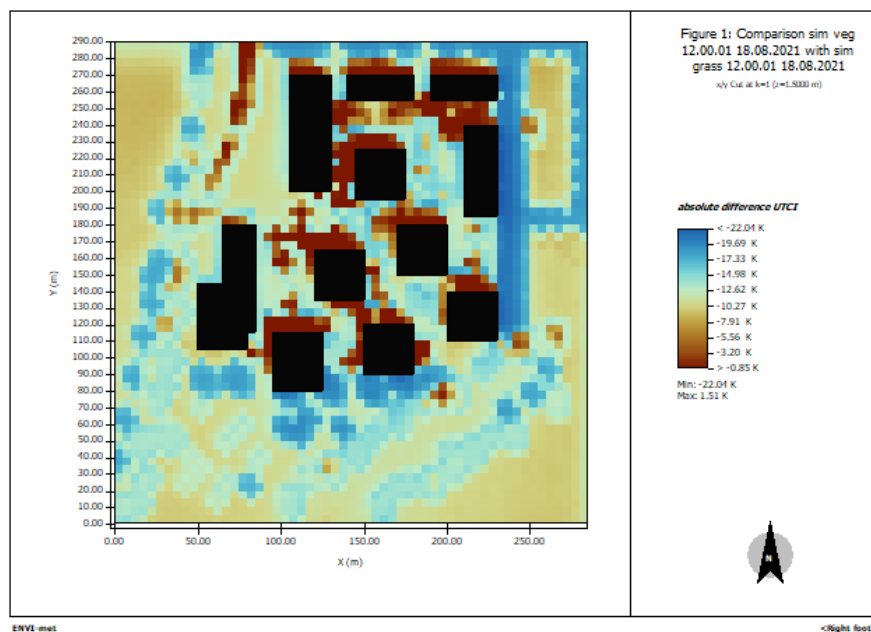 Figure 1: Comparison sim veg
12.00.01 18.08.2021 with sim
grass 12.00.01 18.08.2021
x/y Cut at k=1 (z=1.5000 m)
290.00
280.00
270.00
260.00
250.00
240.00
230.00
220.00
210.00
200.00
190.00
180.00
170.00
160.00
150.00
140.00
130.00
120.00
110.00
100.00
90.00
80.00
70.00
60.00
50.00
40.00
30.00
20.00
10.00
0.00
Y (m)
0.00 50.00 100.00 150.00 200.00 250.00
X (m)
absolute difference UTCI
< -22.04 K
-19.69 K
-17.33 K
-14.98 K
-12.62 K
-10.27 K
-7.91 K
-5.56 K
-3.20 K
> -0.85 K
Min: -22.04 K
Max: 1.51 K
N
ENVI-met
<Right foot